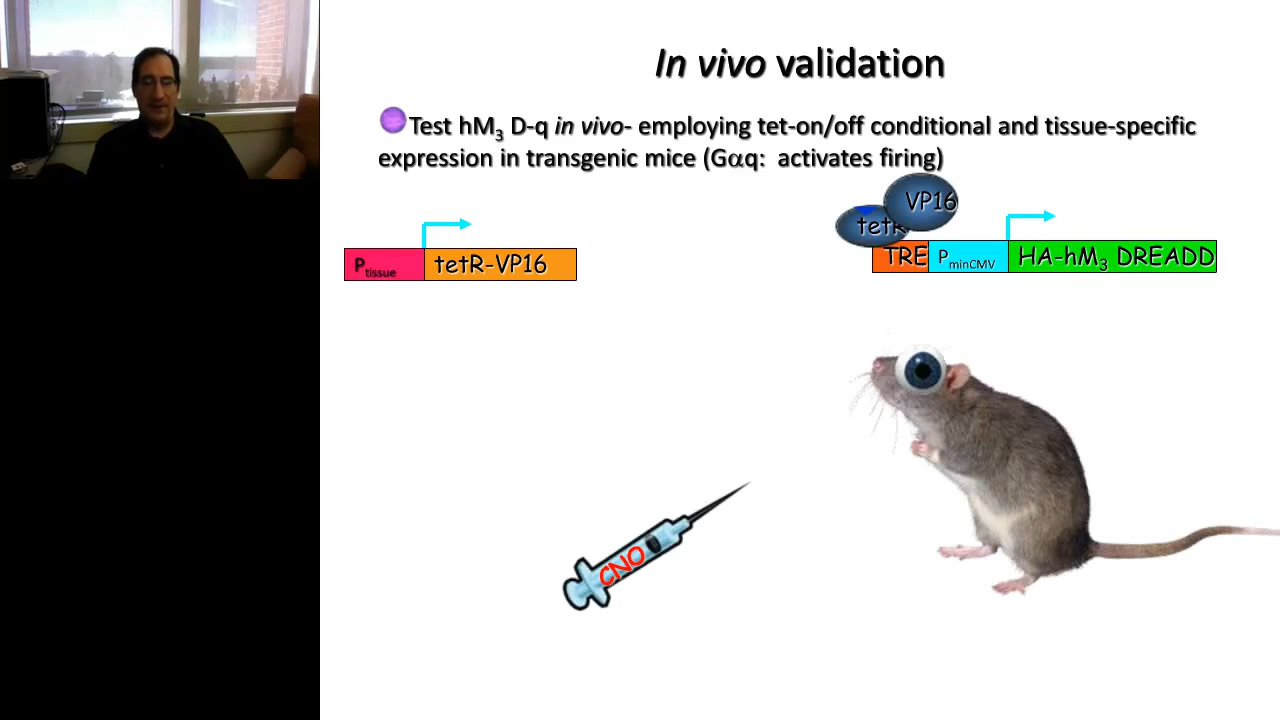 In vivo validation
Test hM3 D-q in vivo- employing tet-on/off conditional and tissue-specific
expression in transgenic mice (Gαq: activates firing)
VP16
tetR
Ptissue
tetR-VP16
TRE
PminCMV
HA-hM3 DREADD
CNO